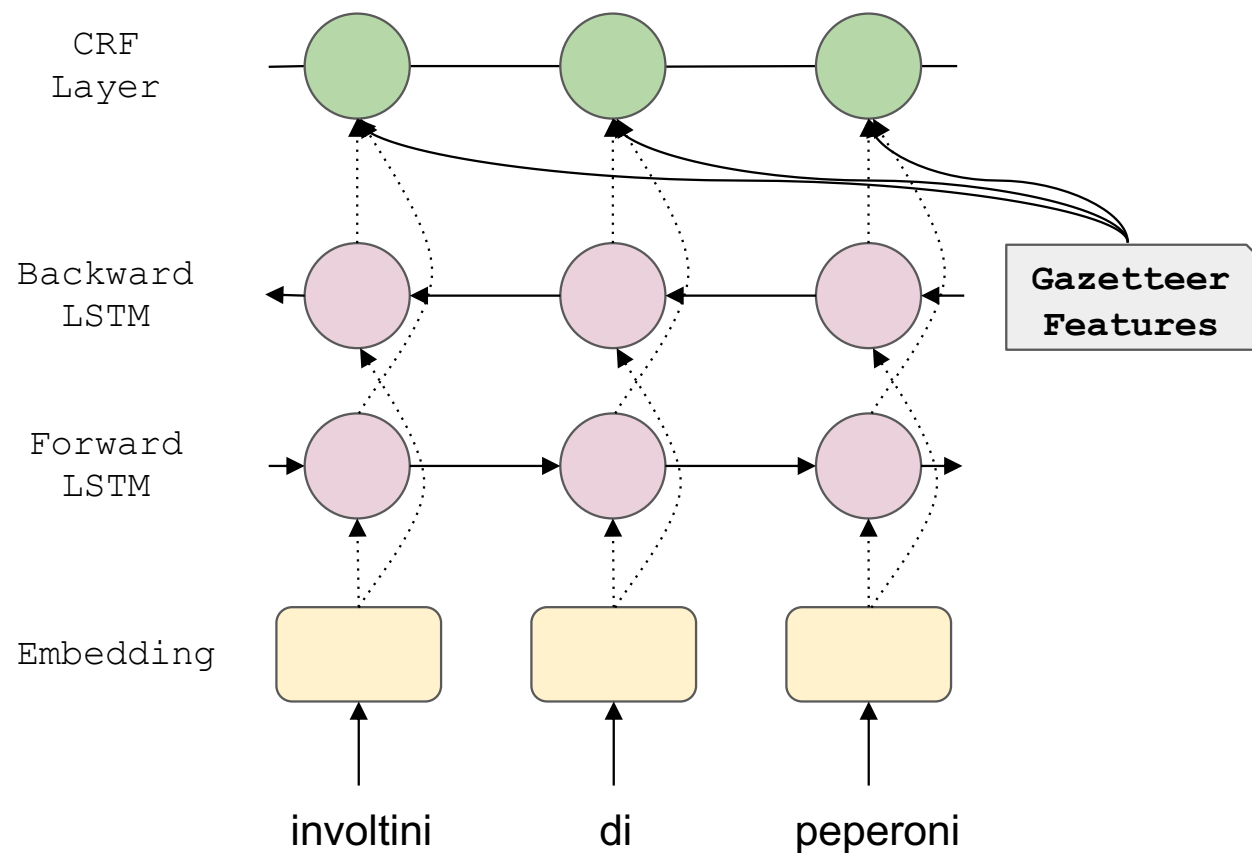 CRF
Layer
Backward
LSTM
Gazetteer
Features
Forward
LSTM
Embedding
involtini di peperoni